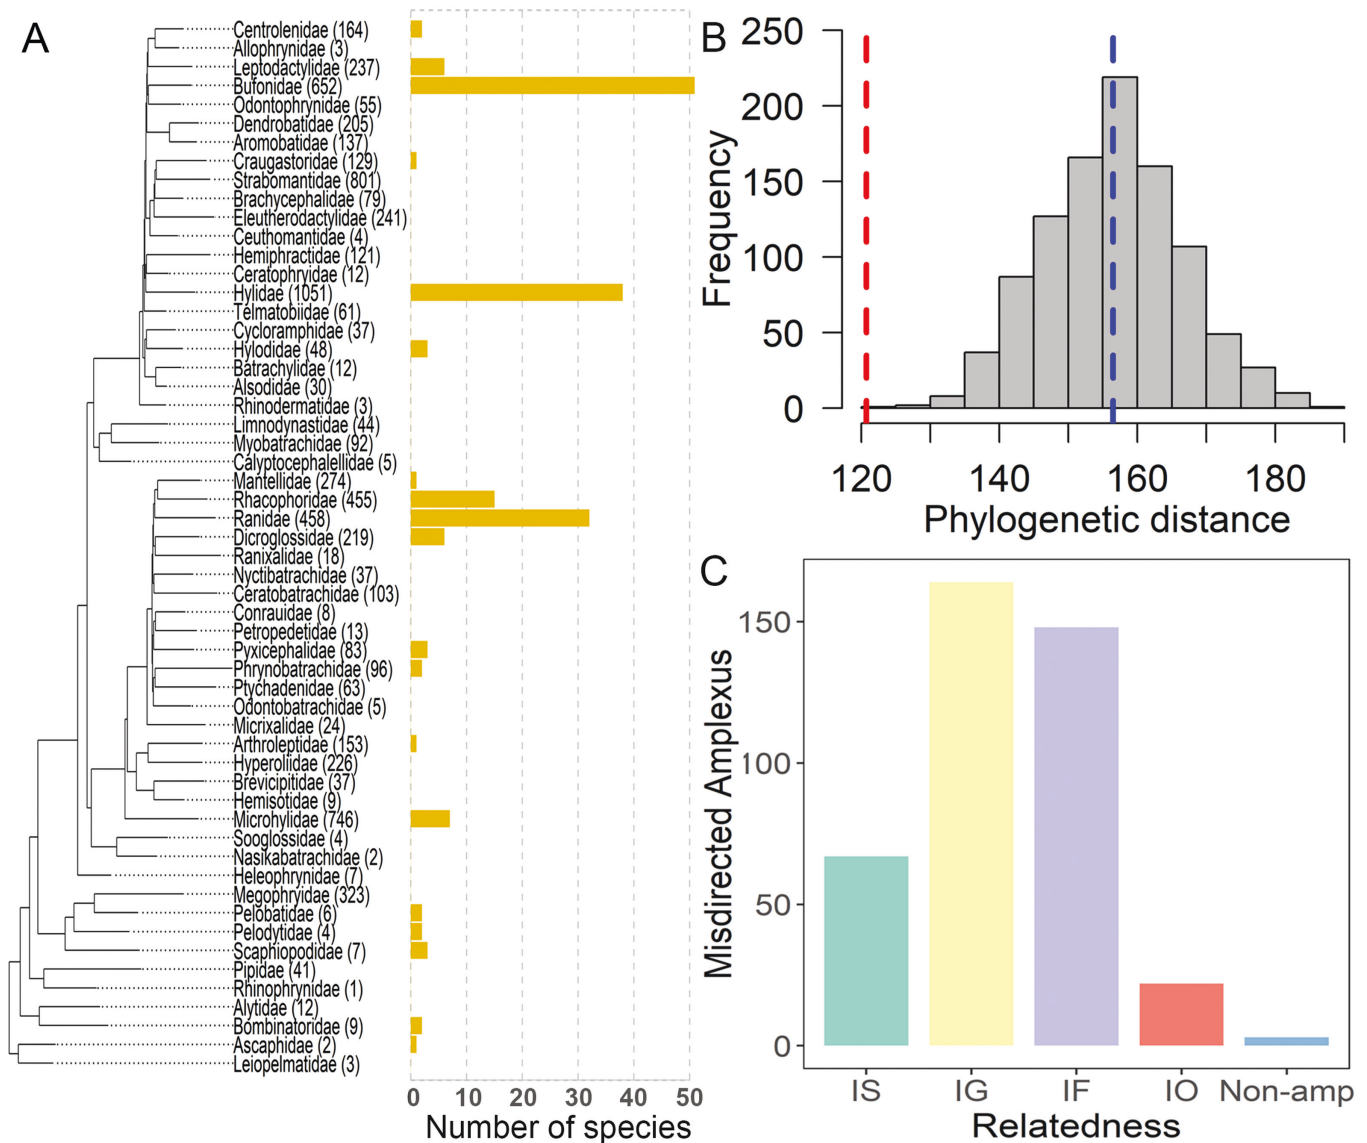 A
Centrolenidae (164)
Allophrynidae (3)
Leptodactylidae (237)
Bufonidae (652)
Odontophrynidae (55)
Dendrobatidae (205)
Aromobatidae (137)
Craugastoridae (129)
Strabomantidae (801)
Brachycephalidae (79)
Eleutherodactylidae (241)
Ceuthomantidae (4)
Hemiphractidae (121)
Ceratophryidae (12)
Hylidae (1051)
Telmatobiidae (61)
Cycloramphidae (37)
Hylodidae (48)
Batrachylidae (12)
Alsodidae (30)
Rhinodermatidae (3)
Limnodynastidae (44)
Myobatrachidae (92)
Calyptocephalellidae (5)
Mantellidae (274)
Rhacophoridae (455)
Ranidae (458)
Dicroglossidae (219)
Ranixalidae (18)
Nyctibatrachidae (37)
Ceratobatrachidae (103)
Conrauidae (8)
Petropedetidae (13)
Pyxicephalidae (83)
Phrynobatrachidae (96)
Ptychadenidae (63)
Odontobatrachidae (5)
Micrixalidae (24)
Arthroleptidae (153)
Hyperoliidae (226)
Brevicipitidae (37)
Hemisotidae (9)
Microhylidae (746)
Sooglossidae (4)
Nasikabatrachidae (2)
Heleophrynidae (7)
Megophryidae (323)
Pelobatidae (6)
Pelodytidae (4)
Scaphiopodidae (7)
Pipidae (41)
Rhinophrynidae (1)
Alytidae (12)
Bombinatoridae (9)
Ascaphidae (2)
Leiopelmatidae (3)
0 10 20 30 40 50
Number of species
B
Frequency
250
200
150
100
50
0
120 140 160 180
Phylogenetic distance
C
Misdirected Amplexus
150
100
50
0
IS IG IF IO Non-amp
Relatedness